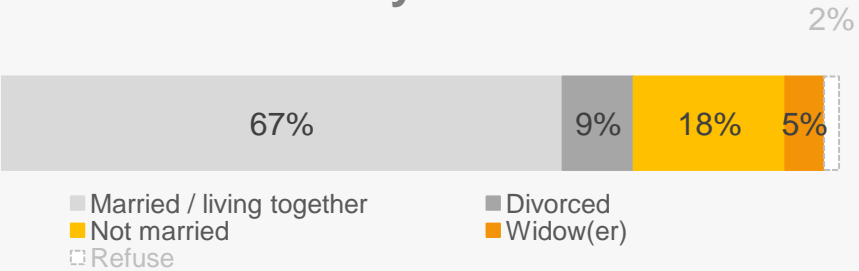 2%
67% 9% 18% 5%
Married / living together Divorced
Not married Widow(er)
Refuse